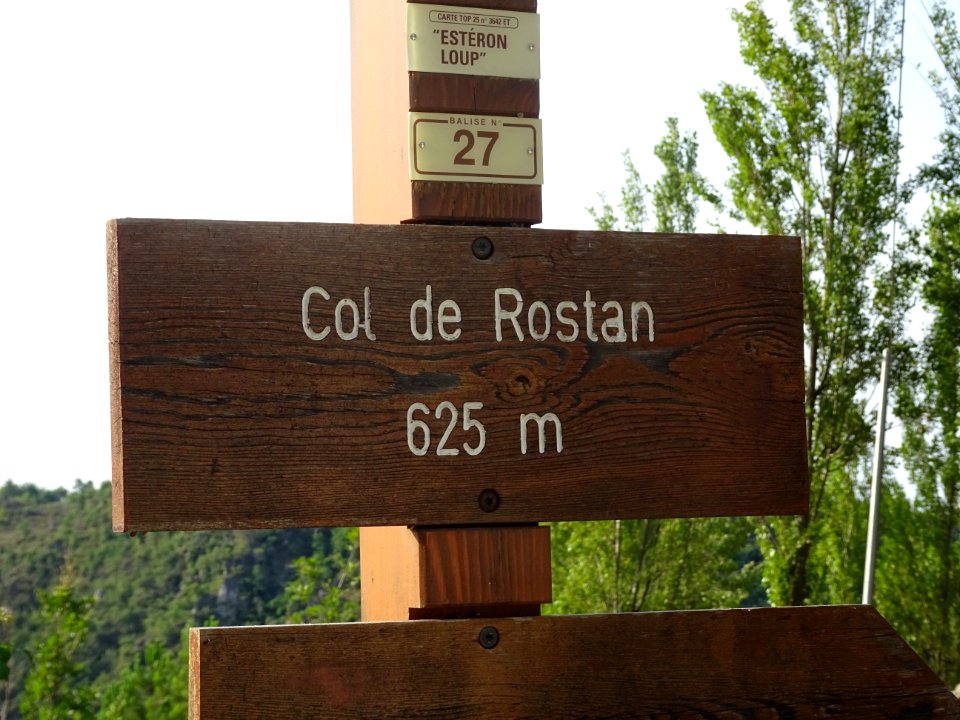 CARTE TOP 25 n° 3642 ET
"ESTÉRON
LOUP"
BALISE N°
27
Col de Rostan
625 m